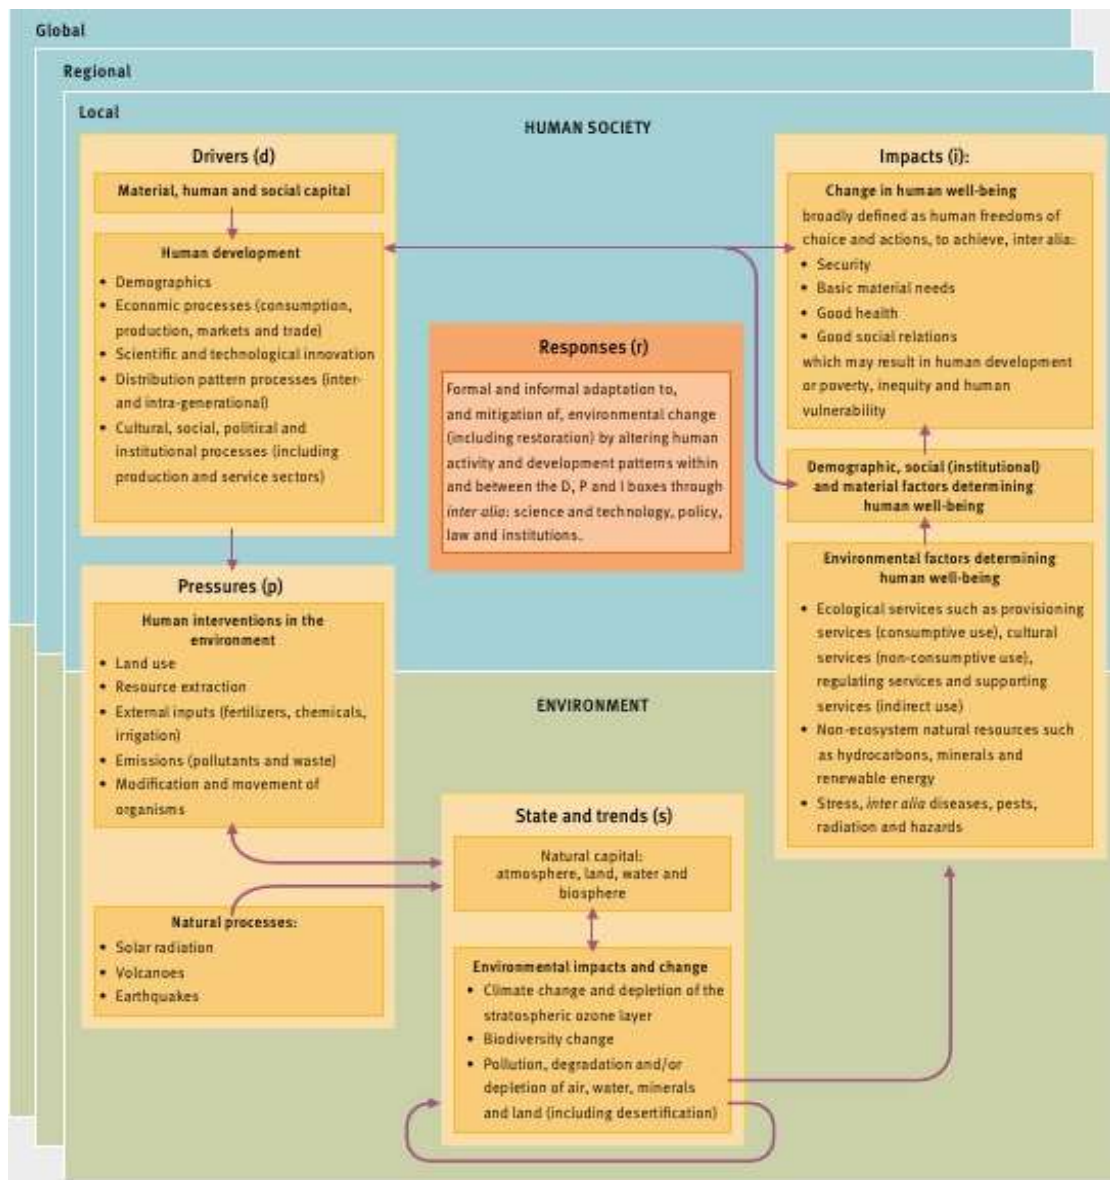 Global
Regional
Local
HUMAN SOCIETY
Drivers (d)
Material, human and social capital
Human development
• Demographics
• Economic processes (consumption,
production, markets and trade)
• Scientific and technological innovation
• Distribution pattern processes (inter-
and intra-generational)
• Cultural, social, political and
institutional processes (including
production and service sectors)
Pressures (p)
Human interventions in the
environment
• Land use
• Resource extraction
• External inputs (fertilizers, chemicals,
irrigation)
• Emissions (pollutants and waste)
• Modification and movement of
organisms
Natural processes:
• Solar radiation
• Volcanoes
• Earthquakes
Responses (r)
Formal and informal adaptation to,
and mitigation of, environmental change
(including restoration) by altering human
activity and development patterns within
and between the D, P and I boxes through
inter alia: science and technology, policy,
law and institutions.
ENVIRONMENT
State and trends (s)
Natural capital:
atmosphere, land, water and
biosphere
Environmental impacts and change
• Climate change and depletion of the
stratospheric ozone layer
• Biodiversity change
• Pollution, degradation and/or
depletion of air, water, minerals
and land (including desertification)
Impacts (i):
Change in human well-being
broadly defined as human freedoms of
choice and actions, to achieve, inter alia:
• Security
• Basic material needs
• Good health
• Good social relations
which may result in human development
or poverty, inequity and human
vulnerability
Demographic, social (institutional)
and material factors determining
human well-being
Environmental factors determining
human well-being
• Ecological services such as provisioning
services (consumptive use), cultural
services (non-consumptive use),
regulating services and supporting
services (indirect use)
• Non-ecosystem natural resources such
as hydrocarbons, minerals and
renewable energy
• Stress, inter alia diseases, pests,
radiation and hazards